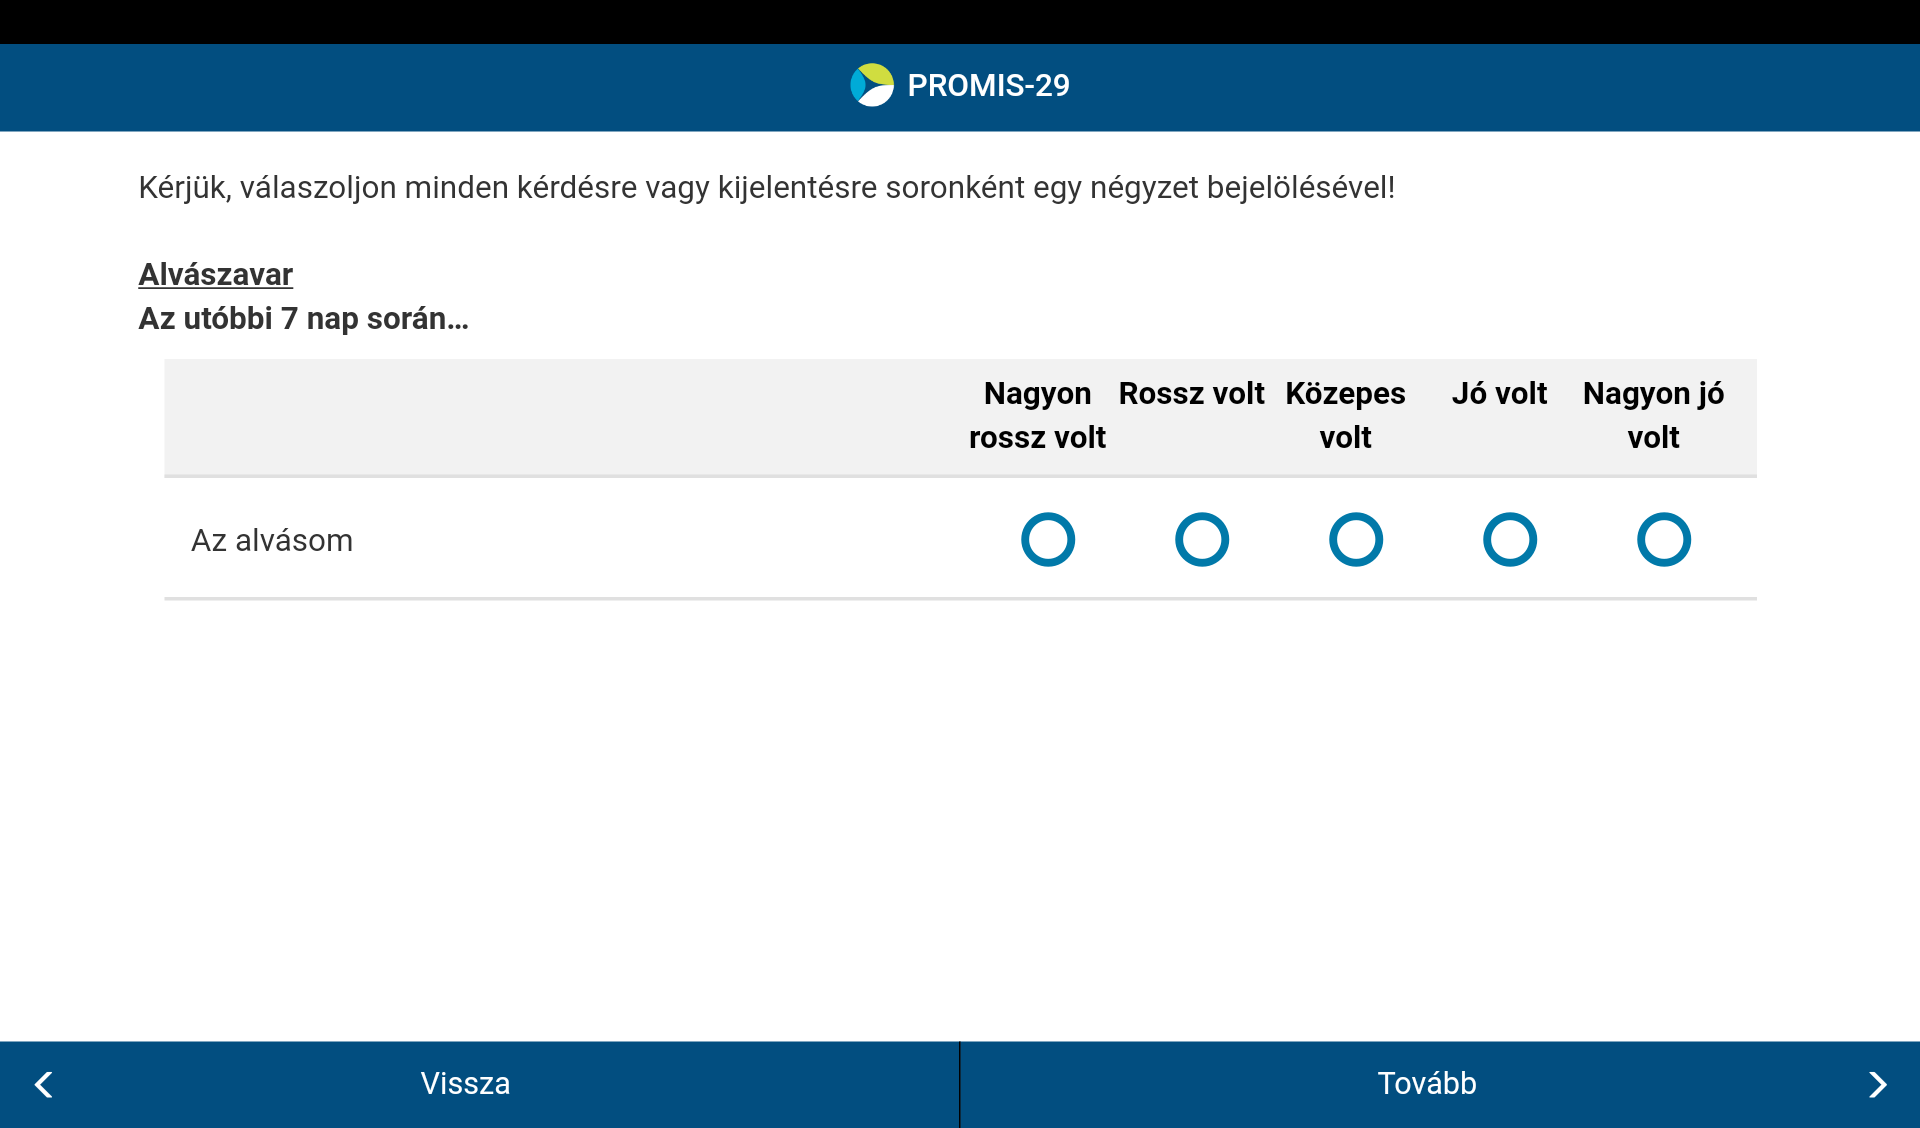 PROMIS-29
Kérjük, válaszoljon minden kérdésre vagy kijelentésre soronként egy négyzet bejelölésével!
Alvászavar
Az utóbbi 7 nap során...
Nagyon rossz volt
Rossz volt
Közepes volt
Jó volt
Nagyon jó volt
Az alvásom
Vissza
Tovább